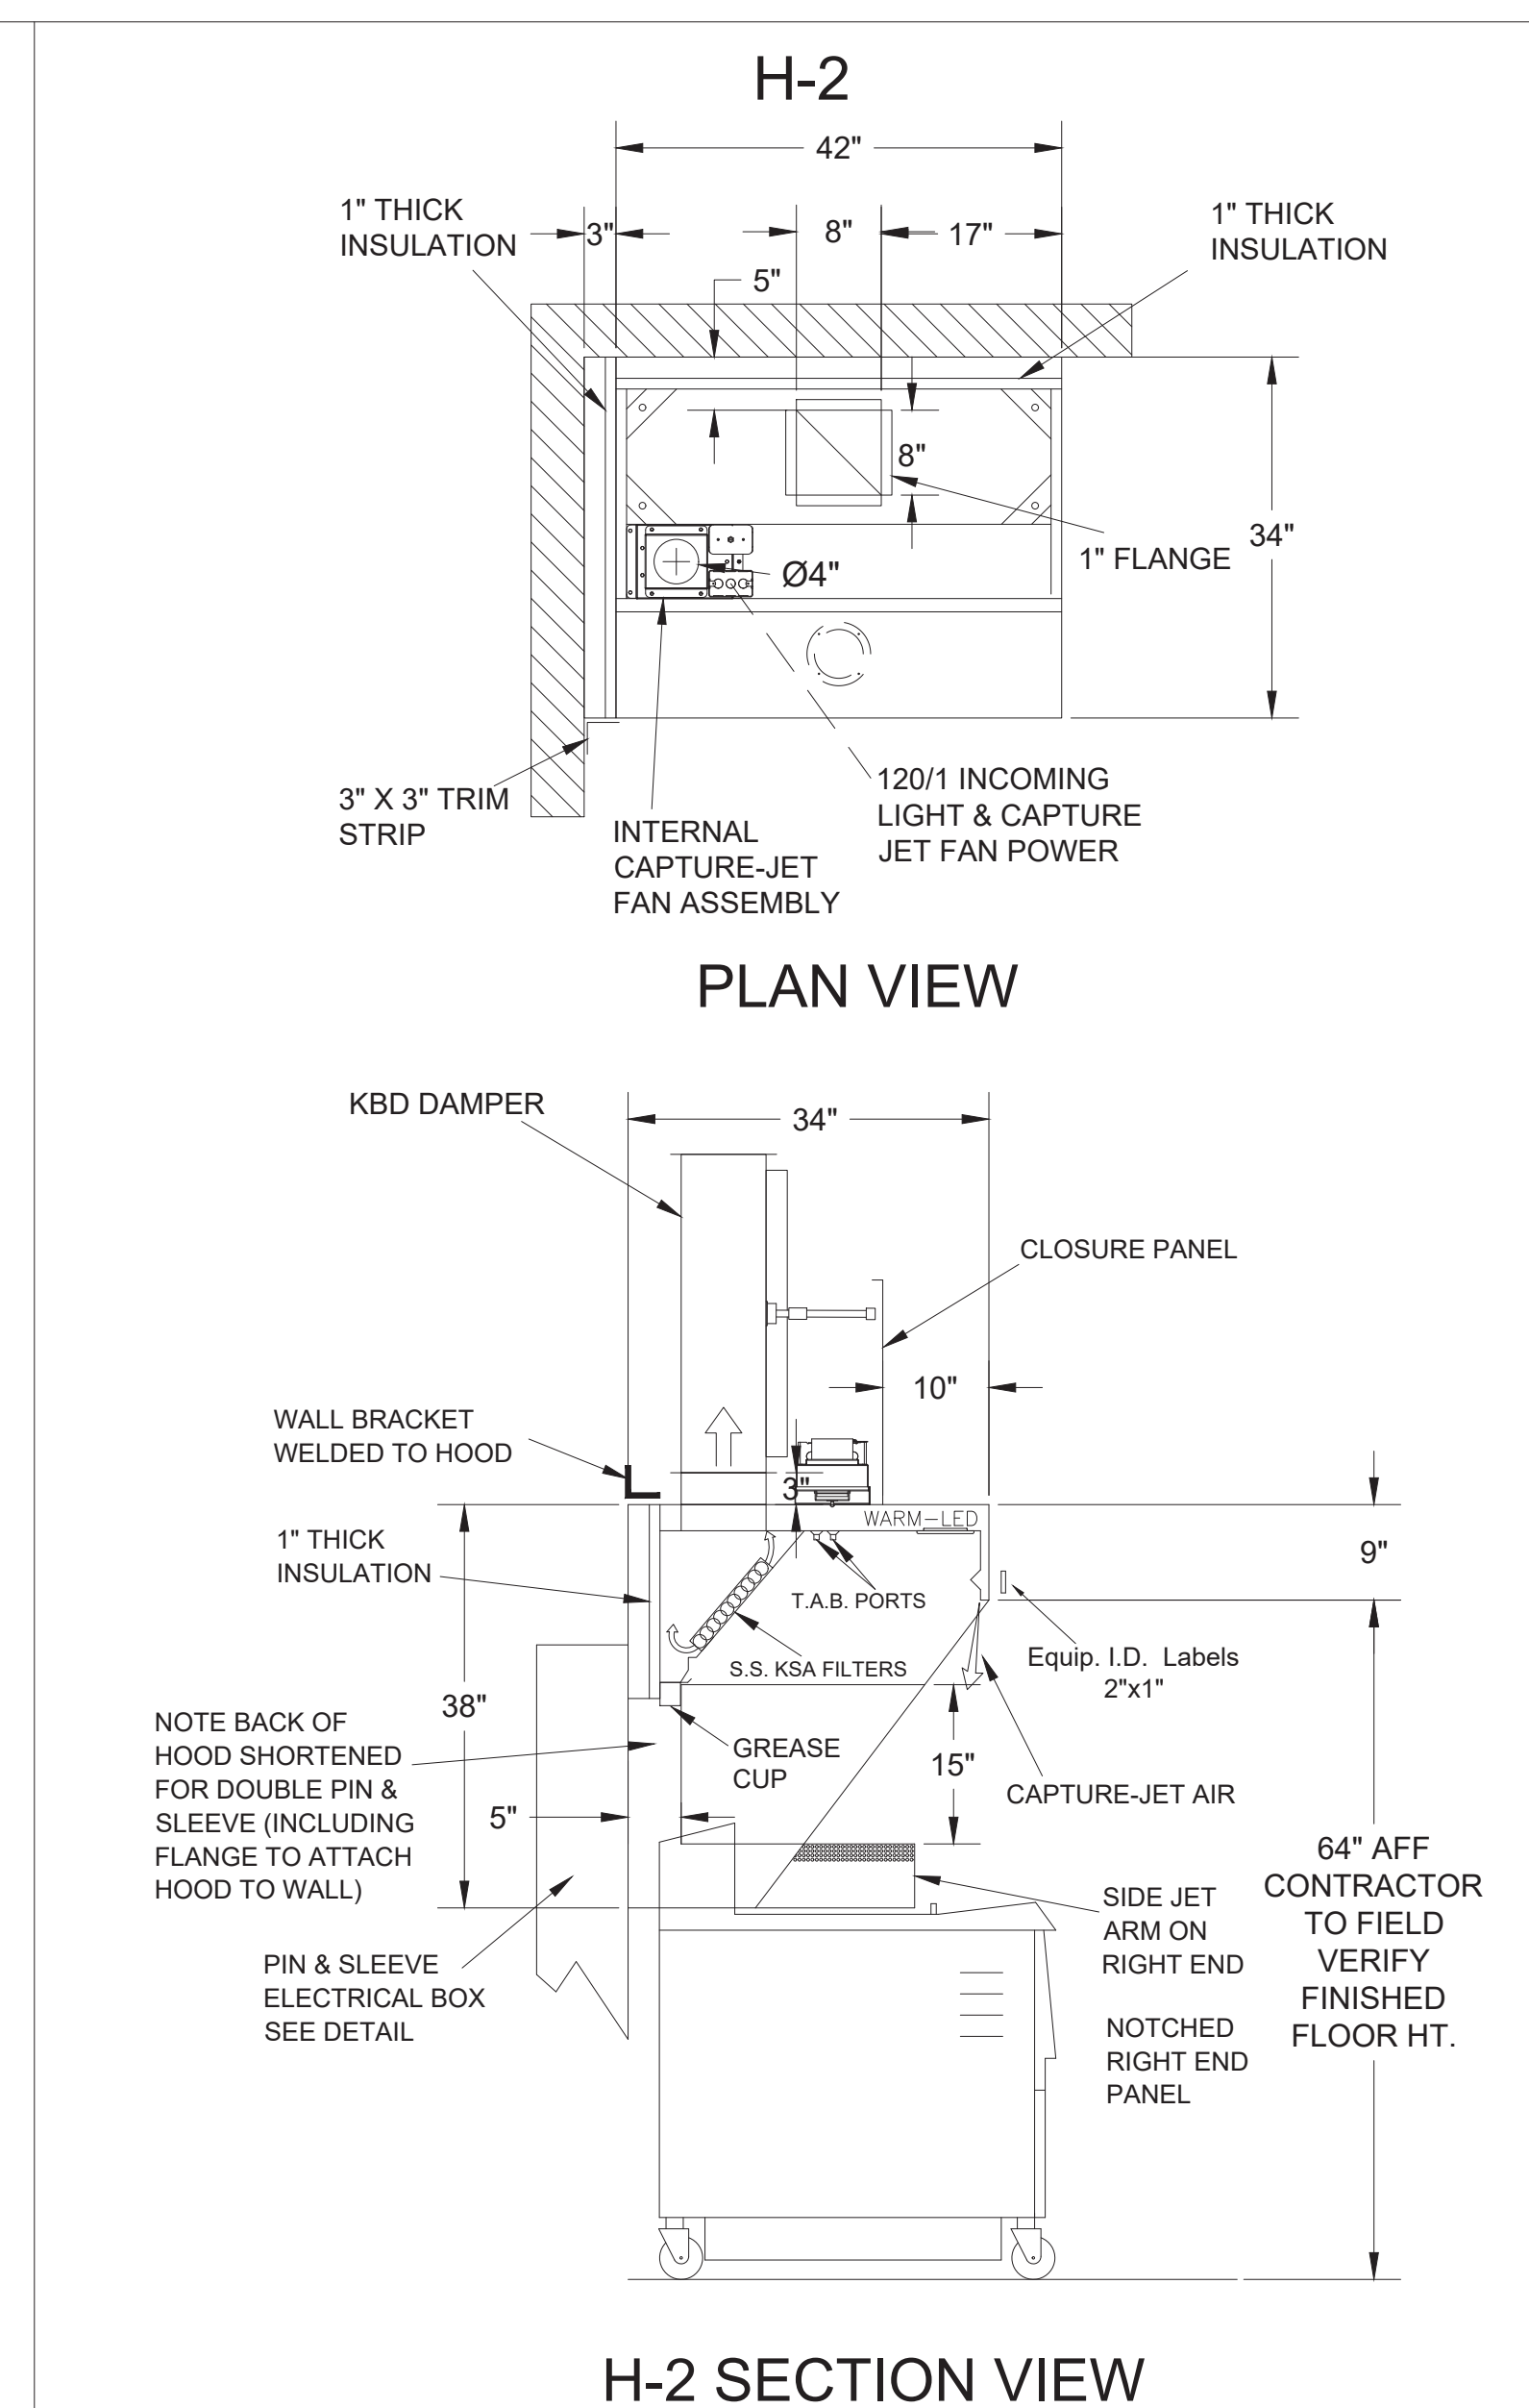 H-2
42"
1" THICK
INSULATION
3"
8"
17"
1" THICK
INSULATION
5"
8"
34"
1" FLANGE
Ø4"
3" X 3" TRIM
STRIP
INTERNAL
CAPTURE-JET
FAN ASSEMBLY
120/1 INCOMING
LIGHT & CAPTURE
JET FAN POWER
PLAN VIEW
KBD DAMPER
34"
CLOSURE PANEL
10"
WALL BRACKET
WELDED TO HOOD
3"
WARM-LED
1" THICK
INSULATION
9"
T.A.B. PORTS
S.S. KSA FILTERS
Equip. I.D. Labels
2"x1"
38"
NOTE BACK OF
HOOD SHORTENED
FOR DOUBLE PIN &
SLEEVE (INCLUDING
FLANGE TO ATTACH
HOOD TO WALL)
GREASE
CUP
15"
CAPTURE-JET AIR
5"
64" AFF
CONTRACTOR
TO FIELD
VERIFY
FINISHED
FLOOR HT.
SIDE JET
ARM ON
RIGHT END
PIN & SLEEVE
ELECTRICAL BOX
SEE DETAIL
NOTCHED
RIGHT END
PANEL
H-2 SECTION VIEW